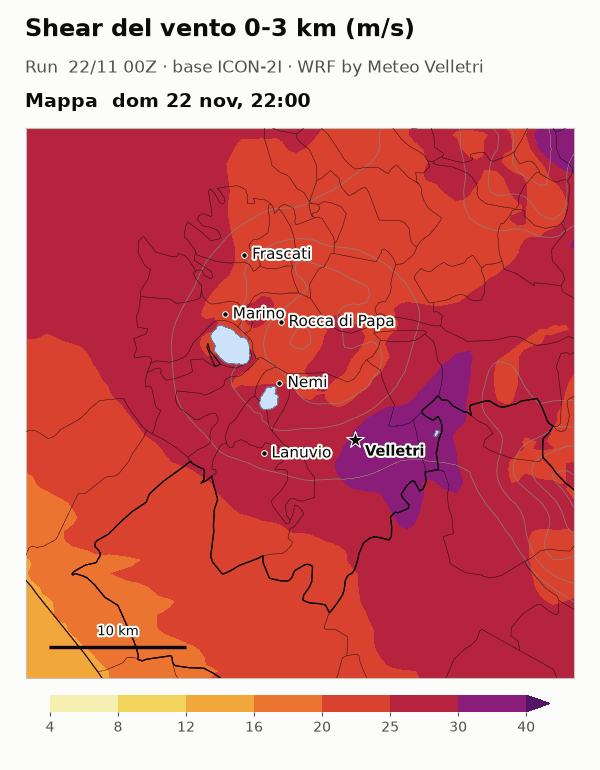 Shear del vento 0-3 km (m/s)
Run  22/11 00Z · base ICON-2I · WRF by Meteo Velletri
Mappa  dom 22 nov, 22:00
Frascati
Marino
Rocca di Papa
Nemi
Velletri
Lanuvio
10 km
4 8 12 16 20 25 30 40